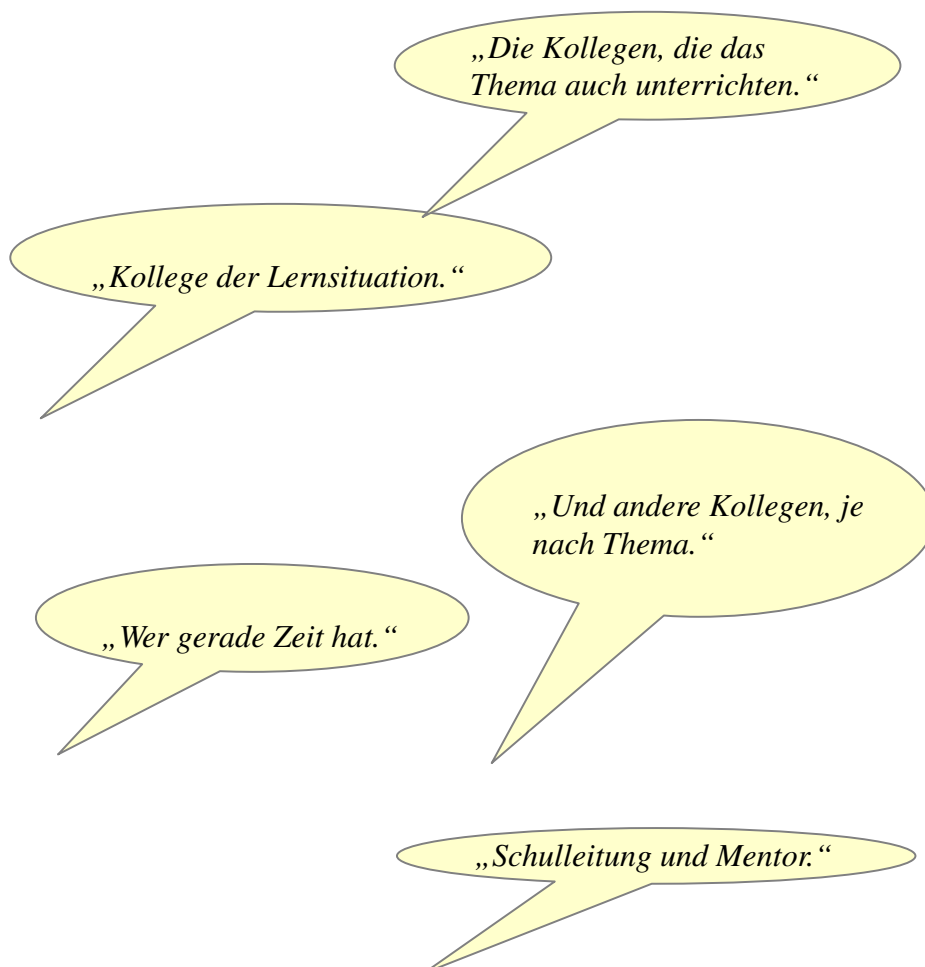 „Die Kollegen, die das
Thema auch unterrichten.“
„Kollege der Lernsituation.“
„Und andere Kollegen, je
nach Thema.“
„Wer gerade Zeit hat.“
„Schulleitung und Mentor.“